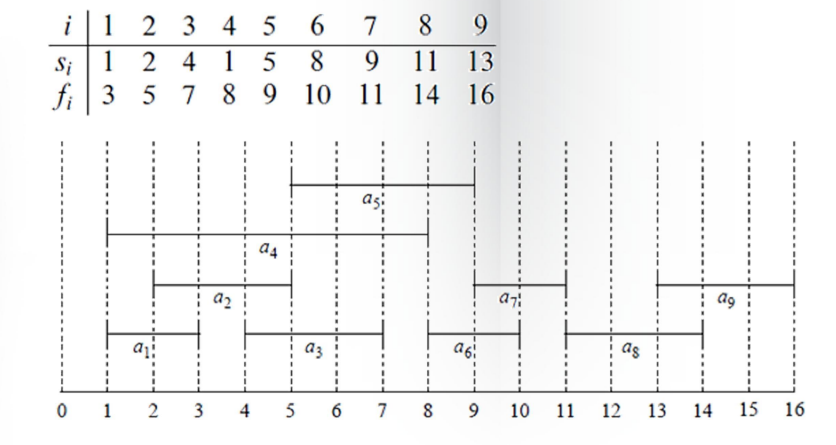 i 1 2 3 4 5 6 7 8 9
sᵢ 1 2 4 1 5 8 9 11 13
fᵢ 3 5 7 8 9 10 11 14 16
a₅
a₄
a₂ a₇ a₉
a₁ a₃ a₆ a₈
0 1 2 3 4 5 6 7 8 9 10 11 12 13 14 15 16